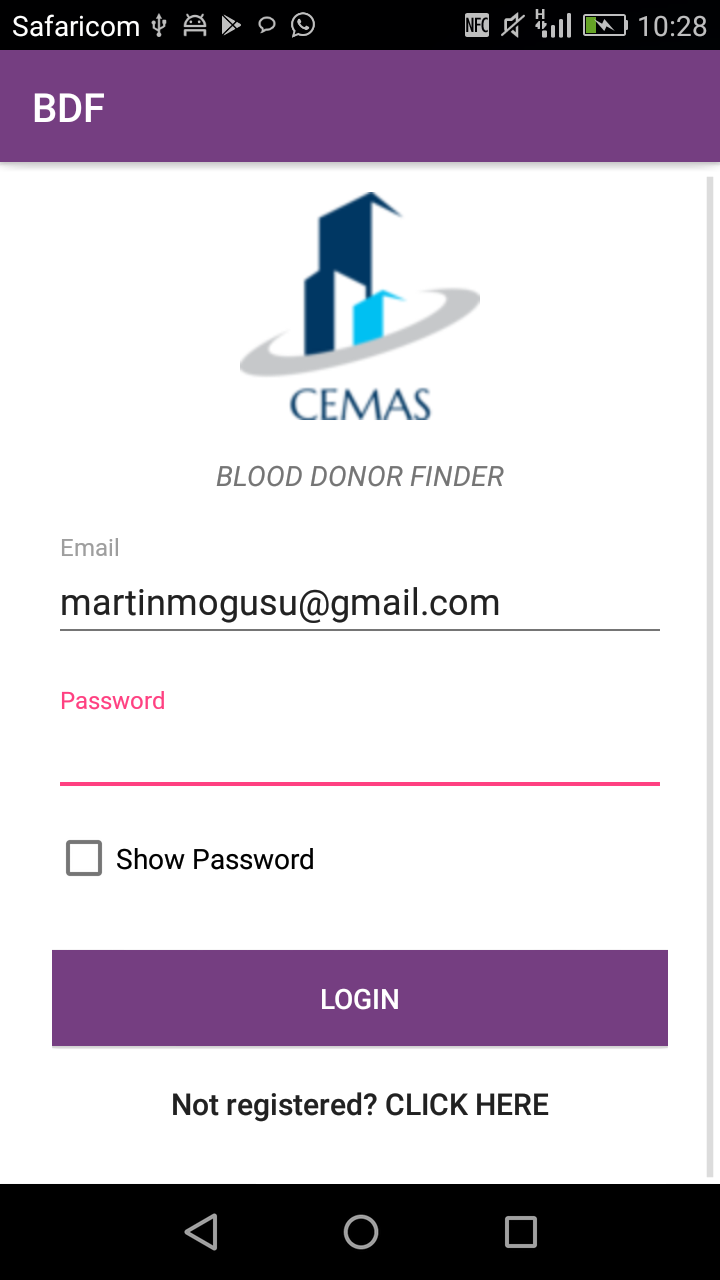 Safaricom NFC H 10:28
BDF
CEMAS
BLOOD DONOR FINDER
Email
martinmogusu@gmail.com
Password
Show Password
LOGIN
Not registered? CLICK HERE